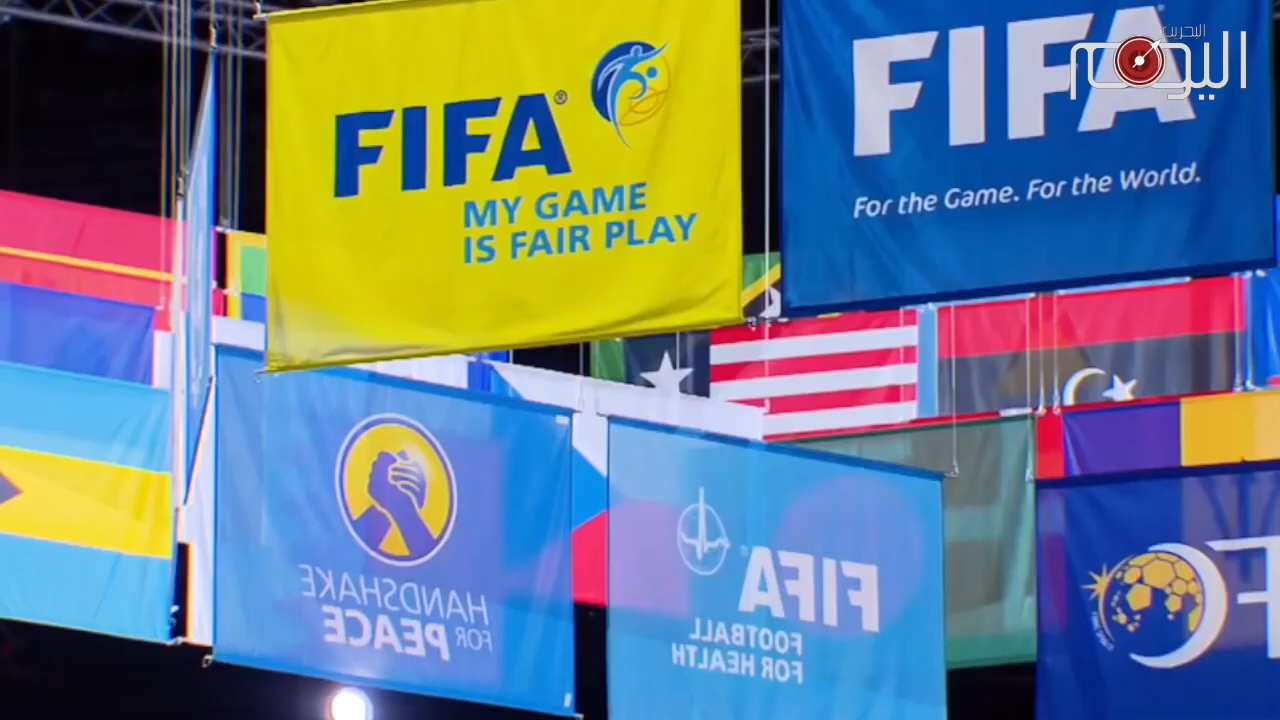 FIFA®
MY GAME
IS FAIR PLAY
FIFA®
For the Game. For the World.
البحرين
اليوم
HANDSHAKE
FOR PEACE
FIFA®
FOOTBALL
FOR HEALTH
F